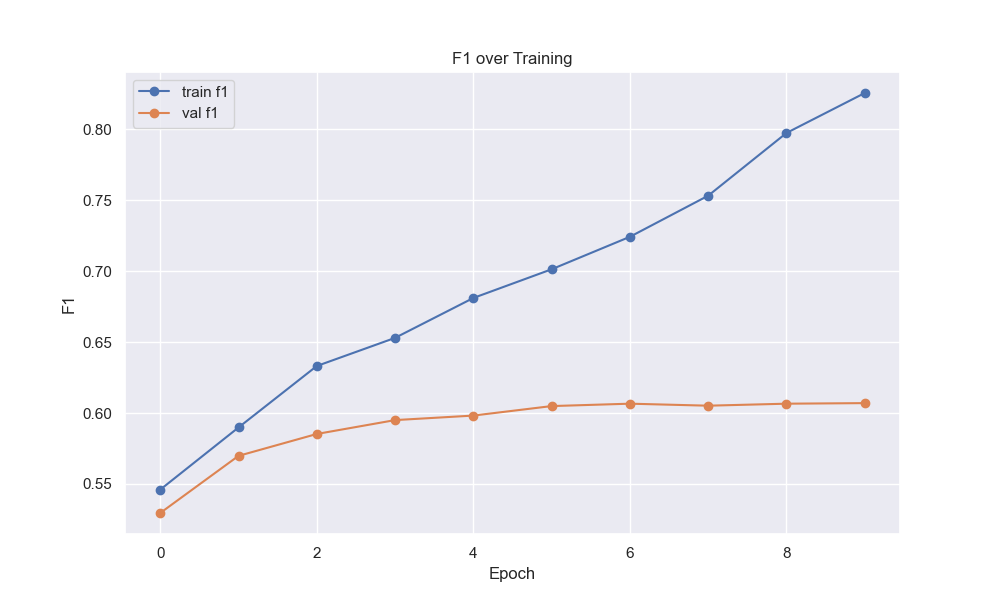 F1 over Training
train f1
val f1
0.80
0.75
0.70
0.65
0.60
0.55
F1
0 2 4 6 8
Epoch